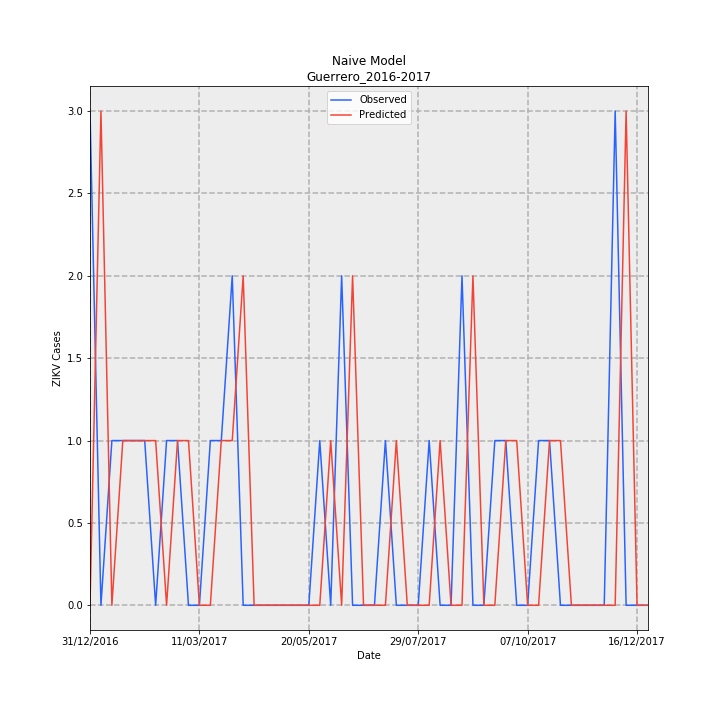 Naive Model
Guerrero_2016-2017
Observed
Predicted
3.0
2.5
2.0
1.5
1.0
0.5
0.0
ZIKV Cases
31/12/2016 11/03/2017 20/05/2017 29/07/2017 07/10/2017 16/12/2017
Date